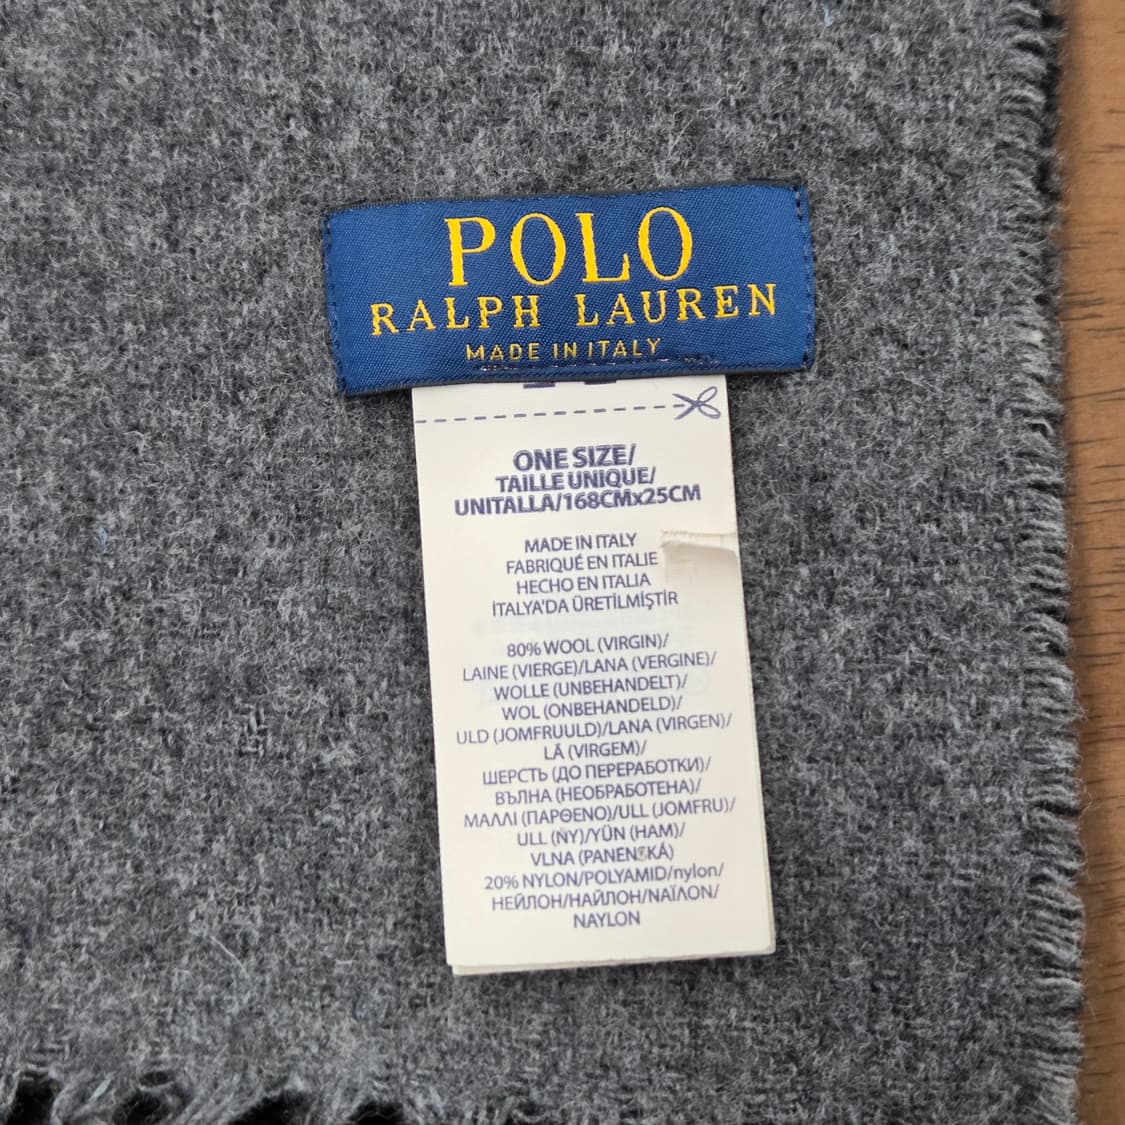 POLO
RALPH LAUREN
MADE IN ITALY
ONE SIZE/
TAILLE UNIQUE/
UNITALLA/168CMx25CM
MADE IN ITALY
FABRIQUÉ EN ITALIE
HECHO EN ITALIA
İTALYA'DA ÜRETİLMİŞTİR
80% WOOL (VIRGIN)/
LAINE (VIERGE)/LANA (VERGINE)/
WOLLE (UNBEHANDELT)/
WOL (ONBEHANDELD)/
ULD (JOMFRUULD)/LANA (VIRGEN)/
LÃ (VIRGEM)/
ШЕРСТЬ (ДО ПЕРЕРАБОТКИ)/
ВЪЛНА (НЕОБРАБОТЕНА)/
ΜΑΛΛΙ (ΠΑΡΘΕΝΟ)/ULL (JOMFRU)/
ULL (NY)/YÜN (HAM)/
VLNA (PANENSKÁ)
20% NYLON/POLYAMID/nylon/
НЕЙЛОН/НАЙЛОН/ΝΑΪΛΟΝ/
NAYLON